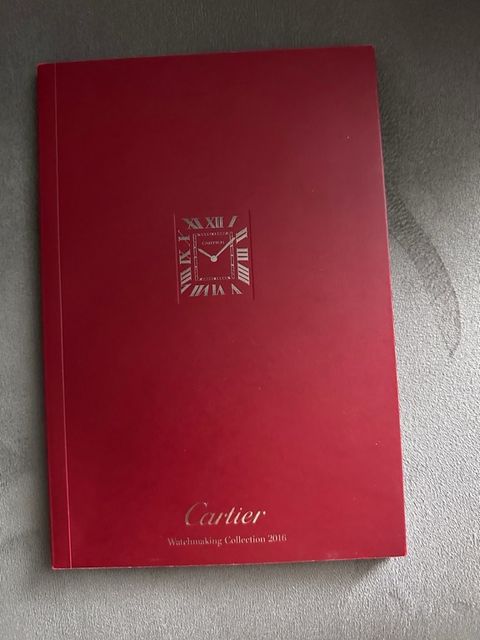 XII
CARTIER
Cartier
Watchmaking Collection 2016